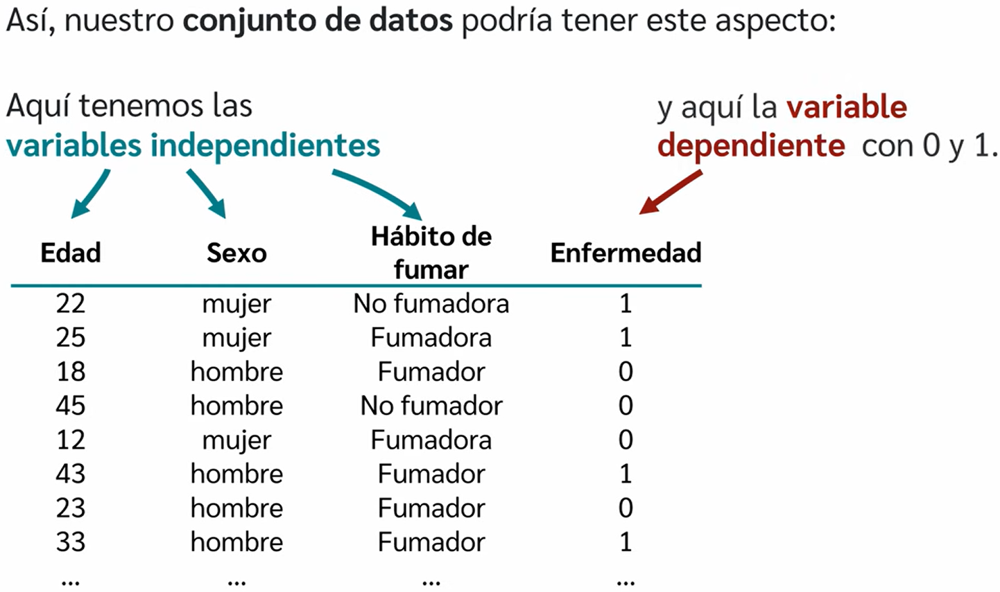 Así, nuestro conjunto de datos podría tener este aspecto:
Aquí tenemos las
variables independientes
y aquí la variable
dependiente con 0 y 1.
Edad Sexo Hábito de fumar Enfermedad
22 mujer No fumadora 1
25 mujer Fumadora 1
18 hombre Fumador 0
45 hombre No fumador 0
12 mujer Fumadora 0
43 hombre Fumador 1
23 hombre Fumador 0
33 hombre Fumador 1
... ... ... ...